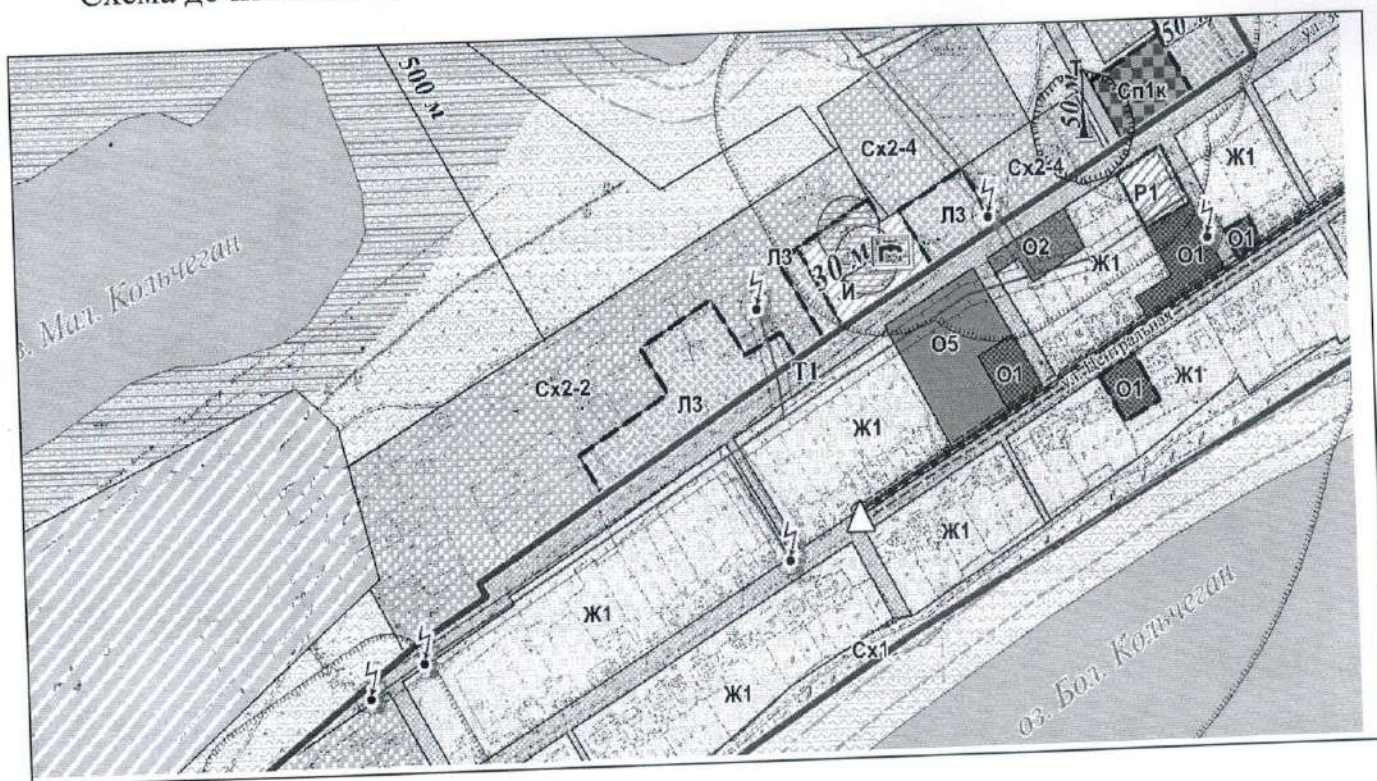 Схема до
500 м
50 м
ул.
Т
50 м
Сп1к
Сх2-4
Сх2-4
Ж1
Р1
Л3
О2
О1
О1
Ж1
Л3
30 м
И
оз. Мал. Кольчеган
О5
О1
ул. Центральная
О1
Ж1
Т1
Сх2-2
Л3
Ж1
Ж1
Ж1
Сх1
Ж1
оз. Бол. Кольчеган